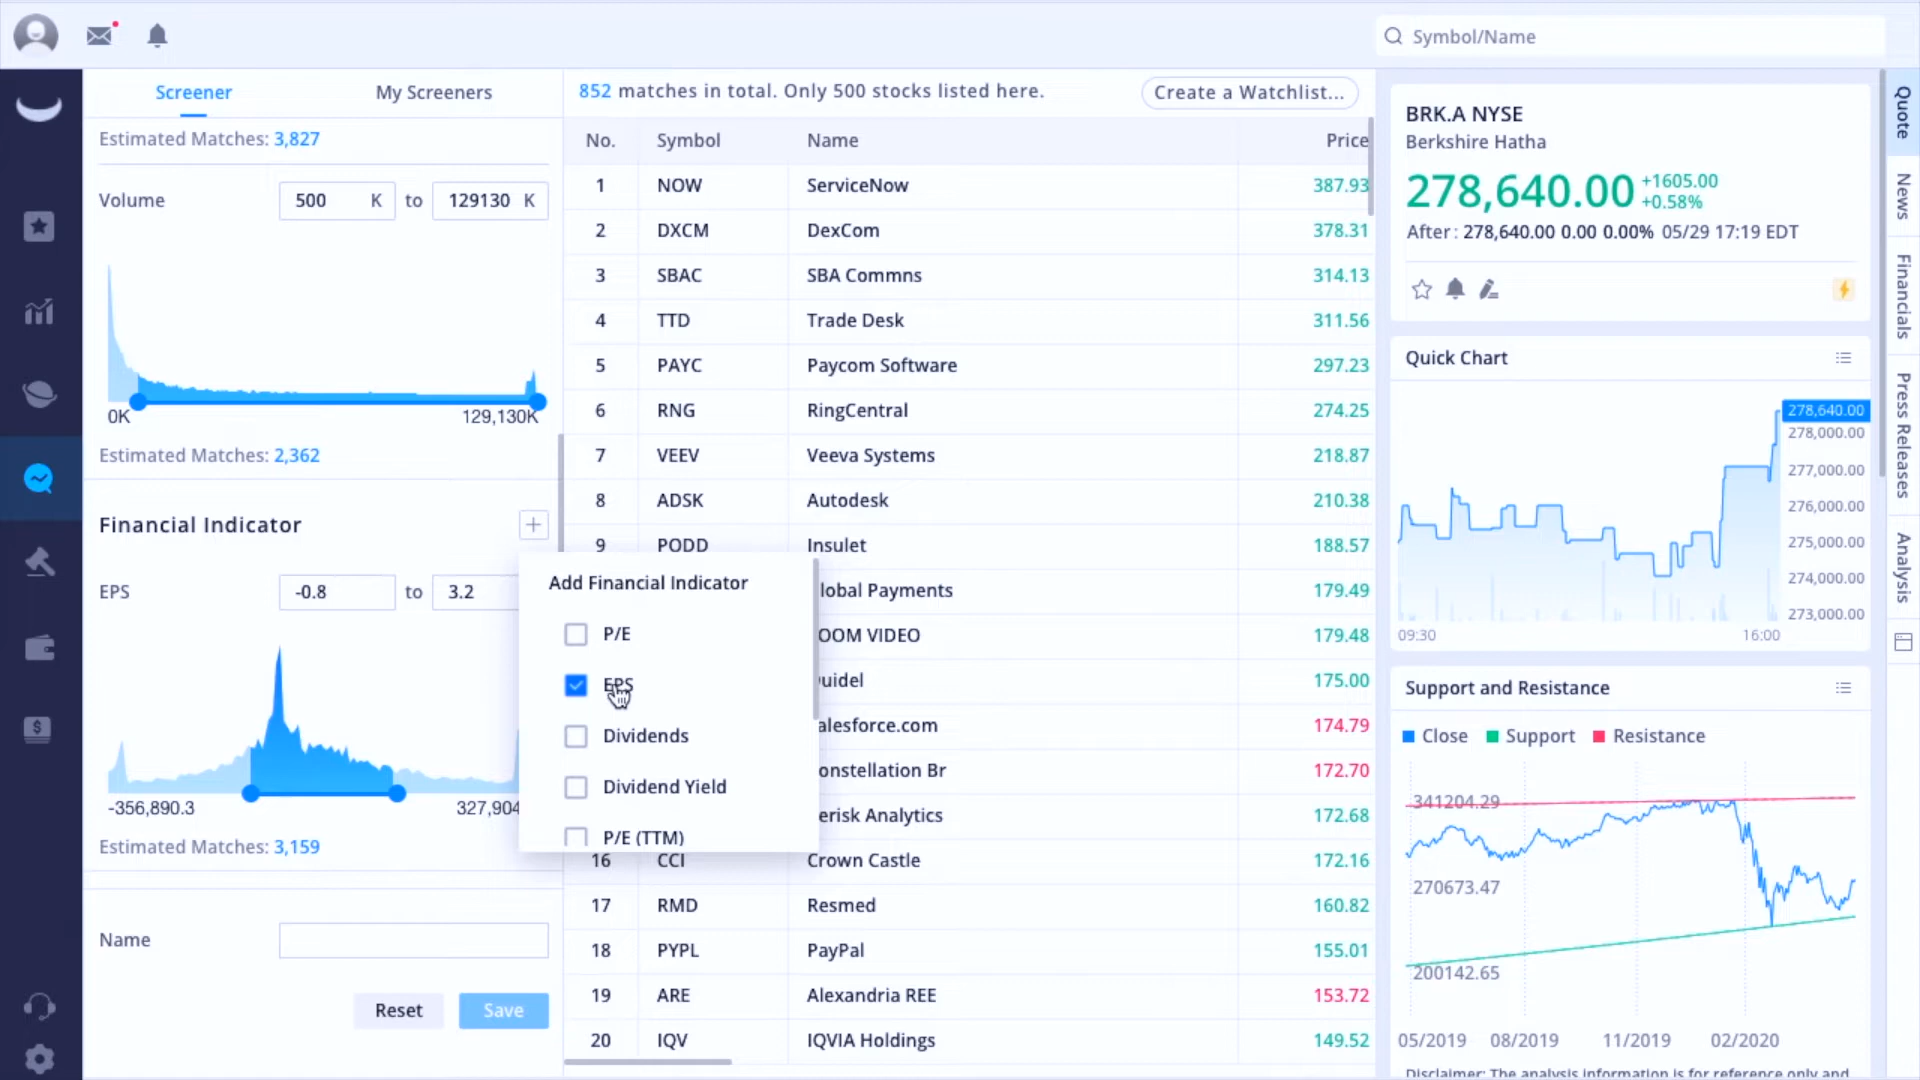 Symbol/Name
Screener My Screeners
Estimated Matches: 3,827
Volume 500 K to 129130 K
0K 129,130K
Estimated Matches: 2,362
Financial Indicator
EPS -0.8 to 3.2
-356,890.3 327,904
Estimated Matches: 3,159
Name
Reset Save
Add Financial Indicator
P/E
EPS
Dividends
Dividend Yield
P/E (TTM)
852 matches in total. Only 500 stocks listed here. Create a Watchlist...
No. Symbol Name Price
1 NOW ServiceNow 387.93
2 DXCM DexCom 378.31
3 SBAC SBA Commns 314.13
4 TTD Trade Desk 311.56
5 PAYC Paycom Software 297.23
6 RNG RingCentral 274.25
7 VEEV Veeva Systems 218.87
8 ADSK Autodesk 210.38
9 PODD Insulet 188.57
lobal Payments 179.49
OOM VIDEO 179.48
uidel 175.00
alesforce.com 174.79
onstellation Br 172.70
erisk Analytics 172.68
16 CCI Crown Castle 172.16
17 RMD Resmed 160.82
18 PYPL PayPal 155.01
19 ARE Alexandria REE 153.72
20 IQV IQVIA Holdings 149.52
BRK.A NYSE
Berkshire Hatha
278,640.00 +1605.00
+0.58%
After: 278,640.00 0.00 0.00% 05/29 17:19 EDT
Quick Chart
278,640.00
278,000.00
277,000.00
276,000.00
275,000.00
274,000.00
273,000.00
09:30 16:00
Support and Resistance
Close Support Resistance
341204.29
270673.47
200142.65
05/2019 08/2019 11/2019 02/2020
Disclaimer: The analysis information is for reference only and
Quote
News
Financials
Press Releases
Analysis